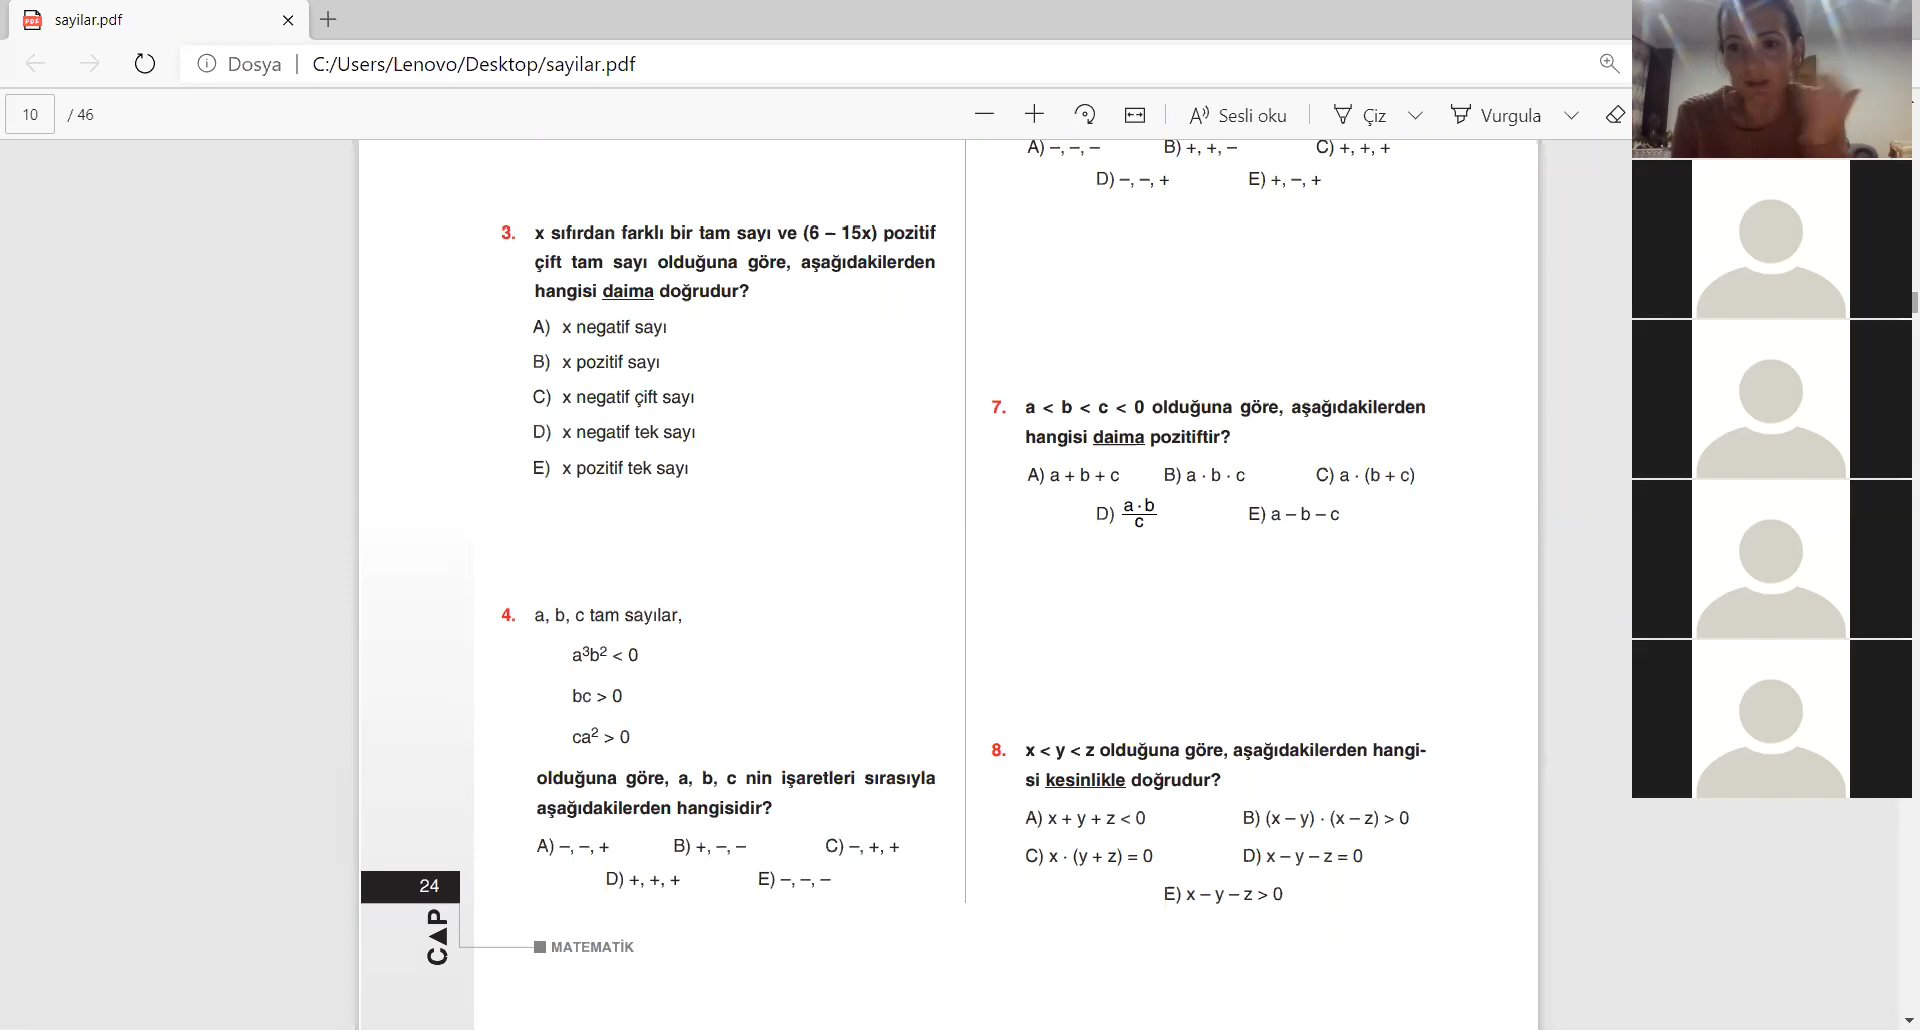 sayilar.pdf
Dosya | C:/Users/Lenovo/Desktop/sayilar.pdf
10 / 46
Sesli oku
Çiz
Vurgula
3. x sıfırdan farklı bir tam sayı ve (6 – 15x) pozitif
çift tam sayı olduğuna göre, aşağıdakilerden
hangisi daima doğrudur?
A) x negatif sayı
B) x pozitif sayı
C) x negatif çift sayı
D) x negatif tek sayı
E) x pozitif tek sayı
4. a, b, c tam sayılar,
a³b² < 0
bc > 0
ca² > 0
olduğuna göre, a, b, c nin işaretleri sırasıyla
aşağıdakilerden hangisidir?
A) –, –, + B) +, –, – C) –, +, +
D) +, +, + E) –, –, –
A) –, –, – B) +, +, – C) +, +, +
D) –, –, + E) +, –, +
7. a < b < c < 0 olduğuna göre, aşağıdakilerden
hangisi daima pozitiftir?
A) a + b + c B) a · b · c C) a · (b + c)
D) a · b / c E) a – b – c
8. x < y < z olduğuna göre, aşağıdakilerden hangi-
si kesinlikle doğrudur?
A) x + y + z < 0 B) (x – y) · (x – z) > 0
C) x · (y + z) = 0 D) x – y – z = 0
E) x – y – z > 0
24
CAP
MATEMATİK